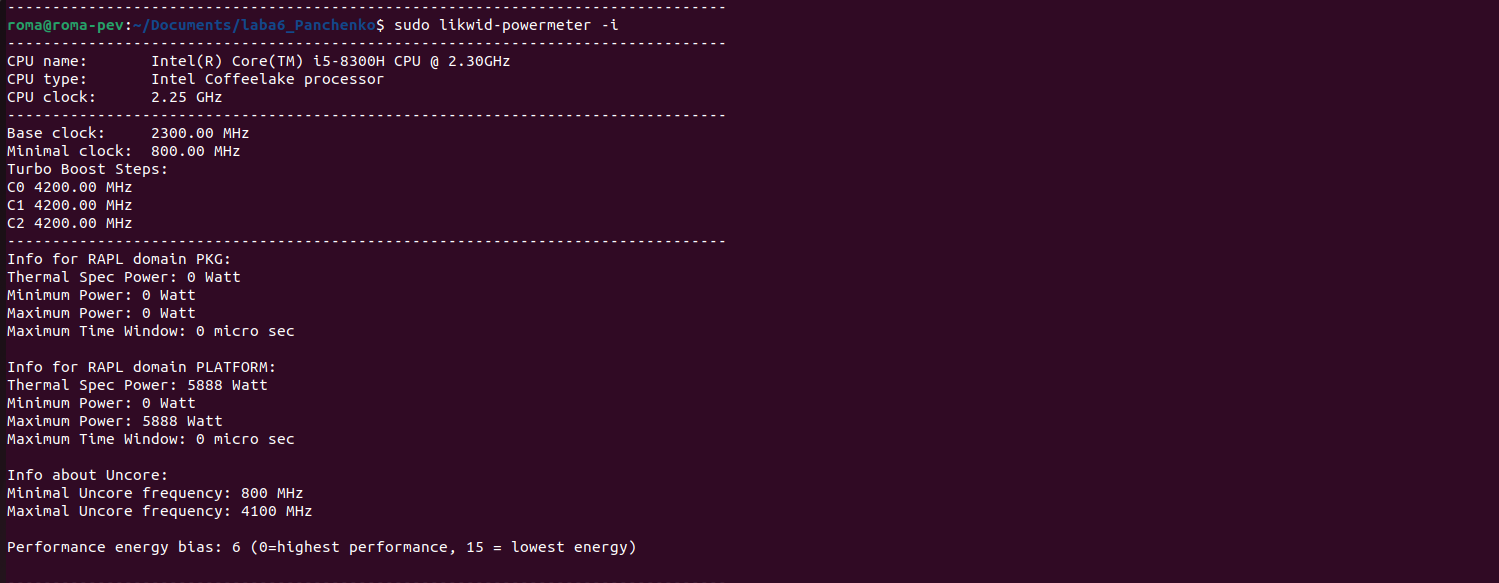 --------------------------------------------------------------------------------
roma@roma-pev:~/Documents/laba6_Panchenko$ sudo likwid-powermeter -i
--------------------------------------------------------------------------------
CPU name:       Intel(R) Core(TM) i5-8300H CPU @ 2.30GHz
CPU type:       Intel Coffeelake processor
CPU clock:      2.25 GHz
--------------------------------------------------------------------------------
Base clock:     2300.00 MHz
Minimal clock:  800.00 MHz
Turbo Boost Steps:
C0 4200.00 MHz
C1 4200.00 MHz
C2 4200.00 MHz
--------------------------------------------------------------------------------
Info for RAPL domain PKG:
Thermal Spec Power: 0 Watt
Minimum Power: 0 Watt
Maximum Power: 0 Watt
Maximum Time Window: 0 micro sec

Info for RAPL domain PLATFORM:
Thermal Spec Power: 5888 Watt
Minimum Power: 0 Watt
Maximum Power: 5888 Watt
Maximum Time Window: 0 micro sec

Info about Uncore:
Minimal Uncore frequency: 800 MHz
Maximal Uncore frequency: 4100 MHz

Performance energy bias: 6 (0=highest performance, 15 = lowest energy)